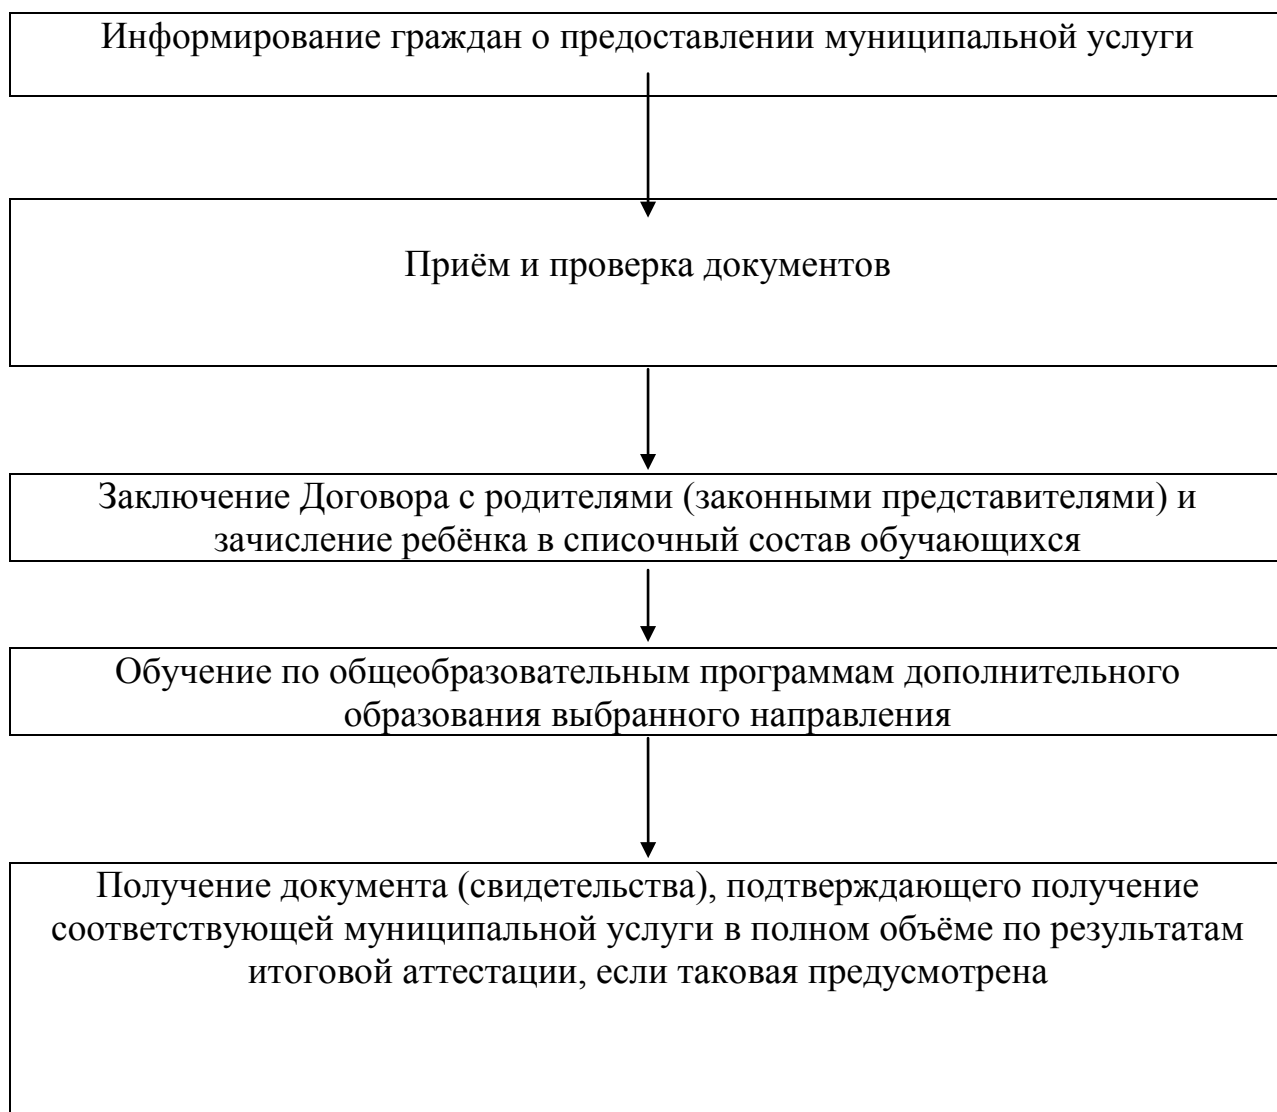 Информирование граждан о предоставлении муниципальной услуги
Приём и проверка документов
Заключение Договора с родителями (законными представителями) и
зачисление ребёнка в списочный состав обучающихся
Обучение по общеобразовательным программам дополнительного
образования выбранного направления
Получение документа (свидетельства), подтверждающего получение
соответствующей муниципальной услуги в полном объёме по результатам
итоговой аттестации, если таковая предусмотрена